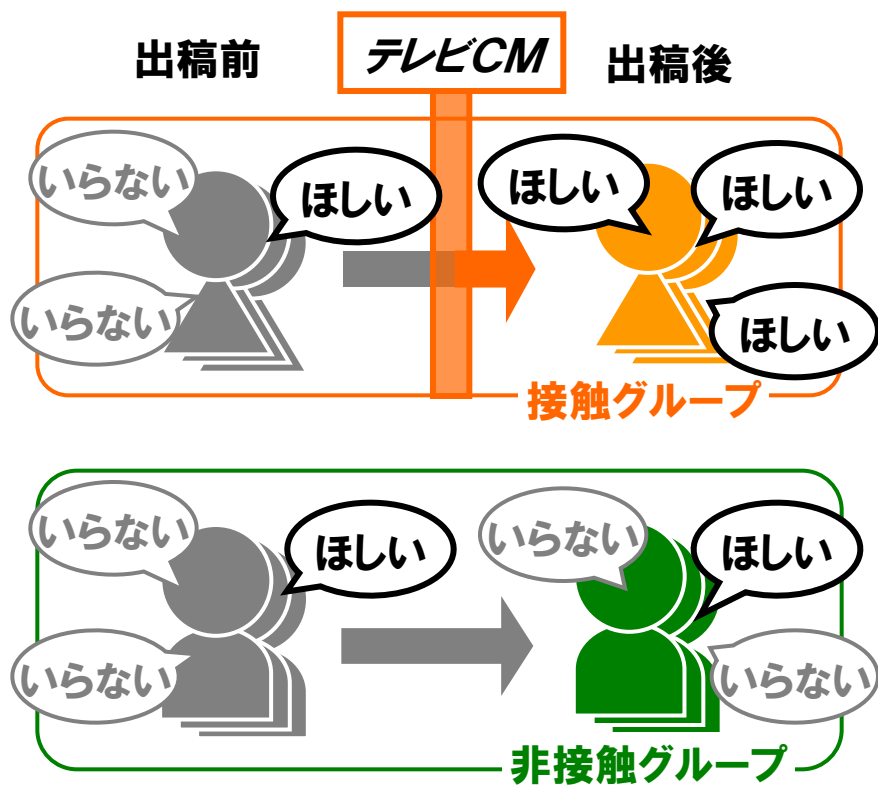 出稿前
テレビCM
出稿後
いらない
ほしい
ほしい
ほしい
いらない
ほしい
接触グループ
いらない
ほしい
いらない
ほしい
いらない
いらない
非接触グループ